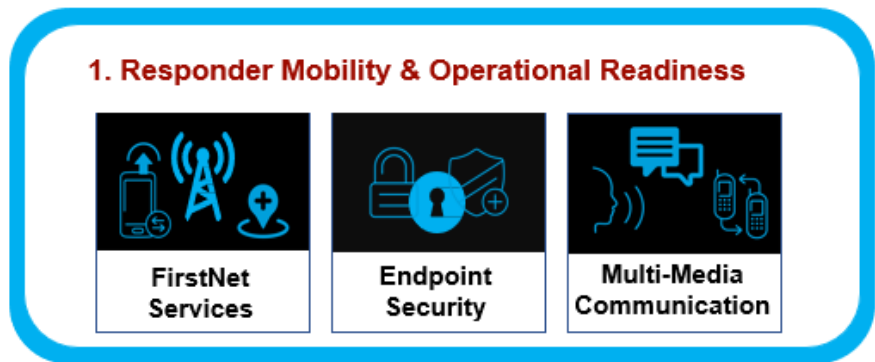 1. Responder Mobility & Operational Readiness
FirstNet
Services
Endpoint
Security
Multi-Media
Communication